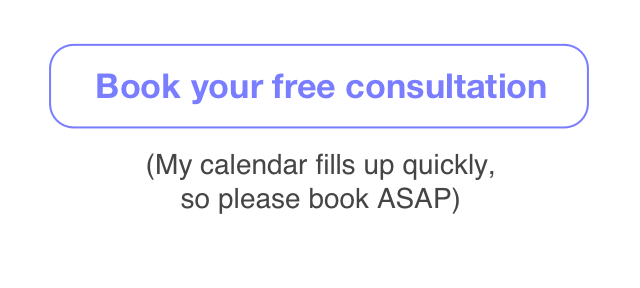 Book your free consultation
(My calendar fills up quickly,
so please book ASAP)